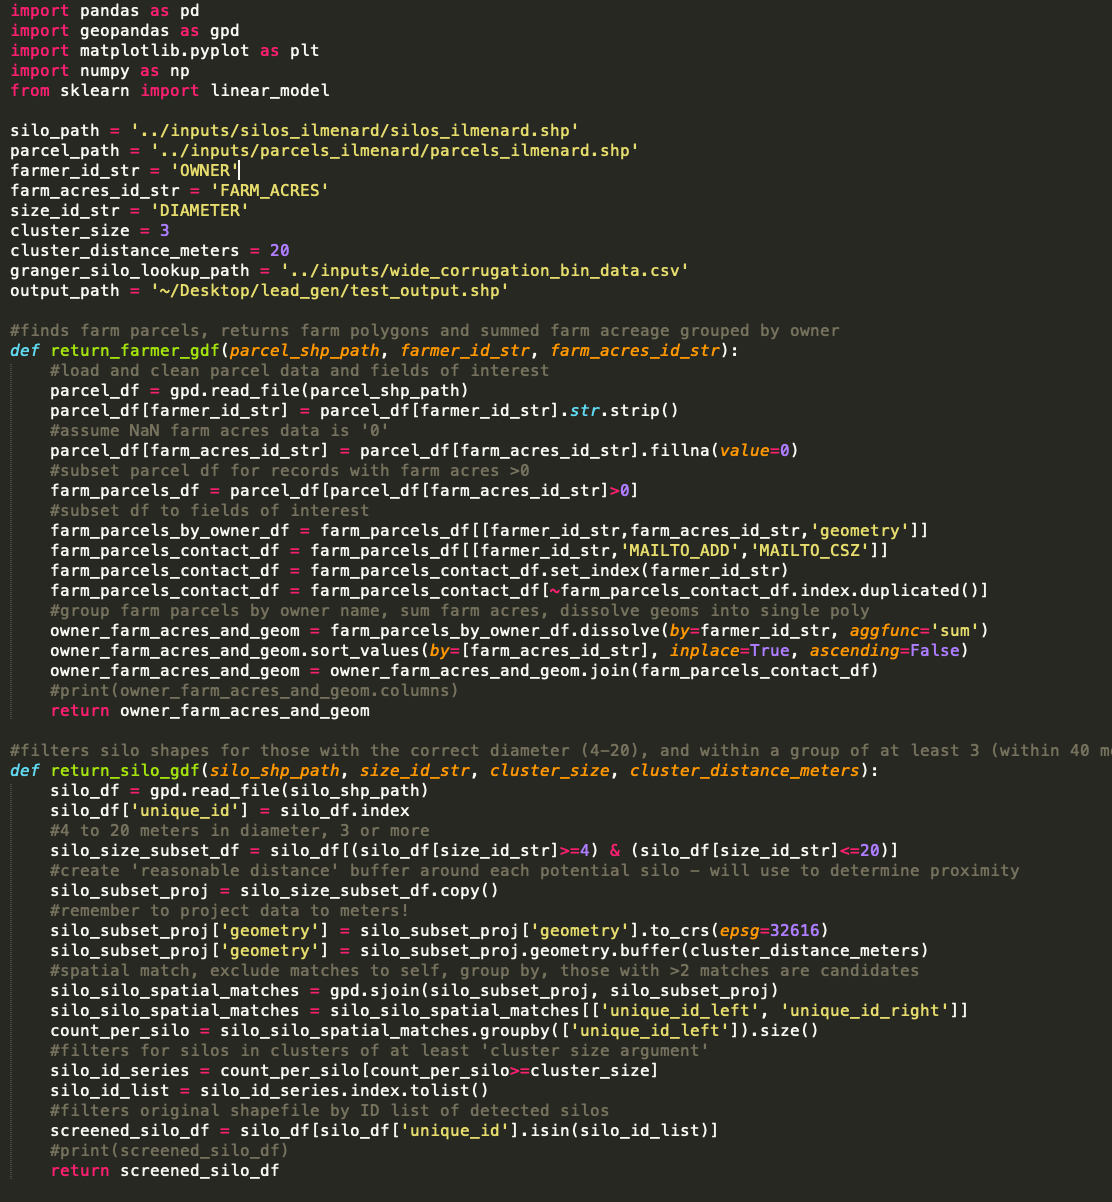 import pandas as pd
import geopandas as gpd
import matplotlib.pyplot as plt
import numpy as np
from sklearn import linear_model

silo_path = '../inputs/silos_ilmenard/silos_ilmenard.shp'
parcel_path = '../inputs/parcels_ilmenard/parcels_ilmenard.shp'
farmer_id_str = 'OWNER'
farm_acres_id_str = 'FARM_ACRES'
size_id_str = 'DIAMETER'
cluster_size = 3
cluster_distance_meters = 20
granger_silo_lookup_path = '../inputs/wide_corrugation_bin_data.csv'
output_path = '~/Desktop/lead_gen/test_output.shp'

#finds farm parcels, returns farm polygons and summed farm acreage grouped by owner
def return_farmer_gdf(parcel_shp_path, farmer_id_str, farm_acres_id_str):
    #load and clean parcel data and fields of interest
    parcel_df = gpd.read_file(parcel_shp_path)
    parcel_df[farmer_id_str] = parcel_df[farmer_id_str].str.strip()
    #assume NaN farm acres data is '0'
    parcel_df[farm_acres_id_str] = parcel_df[farm_acres_id_str].fillna(value=0)
    #subset parcel df for records with farm acres >0
    farm_parcels_df = parcel_df[parcel_df[farm_acres_id_str]>0]
    #subset df to fields of interest
    farm_parcels_by_owner_df = farm_parcels_df[[farmer_id_str,farm_acres_id_str,'geometry']]
    farm_parcels_contact_df = farm_parcels_df[[farmer_id_str,'MAILTO_ADD','MAILTO_CSZ']]
    farm_parcels_contact_df = farm_parcels_contact_df.set_index(farmer_id_str)
    farm_parcels_contact_df = farm_parcels_contact_df[~farm_parcels_contact_df.index.duplicated()]
    #group farm parcels by owner name, sum farm acres, dissolve geoms into single poly
    owner_farm_acres_and_geom = farm_parcels_by_owner_df.dissolve(by=farmer_id_str, aggfunc='sum')
    owner_farm_acres_and_geom.sort_values(by=[farm_acres_id_str], inplace=True, ascending=False)
    owner_farm_acres_and_geom = owner_farm_acres_and_geom.join(farm_parcels_contact_df)
    #print(owner_farm_acres_and_geom.columns)
    return owner_farm_acres_and_geom

#filters silo shapes for those with the correct diameter (4-20), and within a group of at least 3 (within 40 m
def return_silo_gdf(silo_shp_path, size_id_str, cluster_size, cluster_distance_meters):
    silo_df = gpd.read_file(silo_shp_path)
    silo_df['unique_id'] = silo_df.index
    #4 to 20 meters in diameter, 3 or more
    silo_size_subset_df = silo_df[(silo_df[size_id_str]>=4) & (silo_df[size_id_str]<=20)]
    #create 'reasonable distance' buffer around each potential silo - will use to determine proximity
    silo_subset_proj = silo_size_subset_df.copy()
    #remember to project data to meters!
    silo_subset_proj['geometry'] = silo_subset_proj['geometry'].to_crs(epsg=32616)
    silo_subset_proj['geometry'] = silo_subset_proj.geometry.buffer(cluster_distance_meters)
    #spatial match, exclude matches to self, group by, those with >2 matches are candidates
    silo_silo_spatial_matches = gpd.sjoin(silo_subset_proj, silo_subset_proj)
    silo_silo_spatial_matches = silo_silo_spatial_matches[['unique_id_left', 'unique_id_right']]
    count_per_silo = silo_silo_spatial_matches.groupby(['unique_id_left']).size()
    #filters for silos in clusters of at least 'cluster size argument'
    silo_id_series = count_per_silo[count_per_silo>=cluster_size]
    silo_id_list = silo_id_series.index.tolist()
    #filters original shapefile by ID list of detected silos
    screened_silo_df = silo_df[silo_df['unique_id'].isin(silo_id_list)]
    #print(screened_silo_df)
    return screened_silo_df